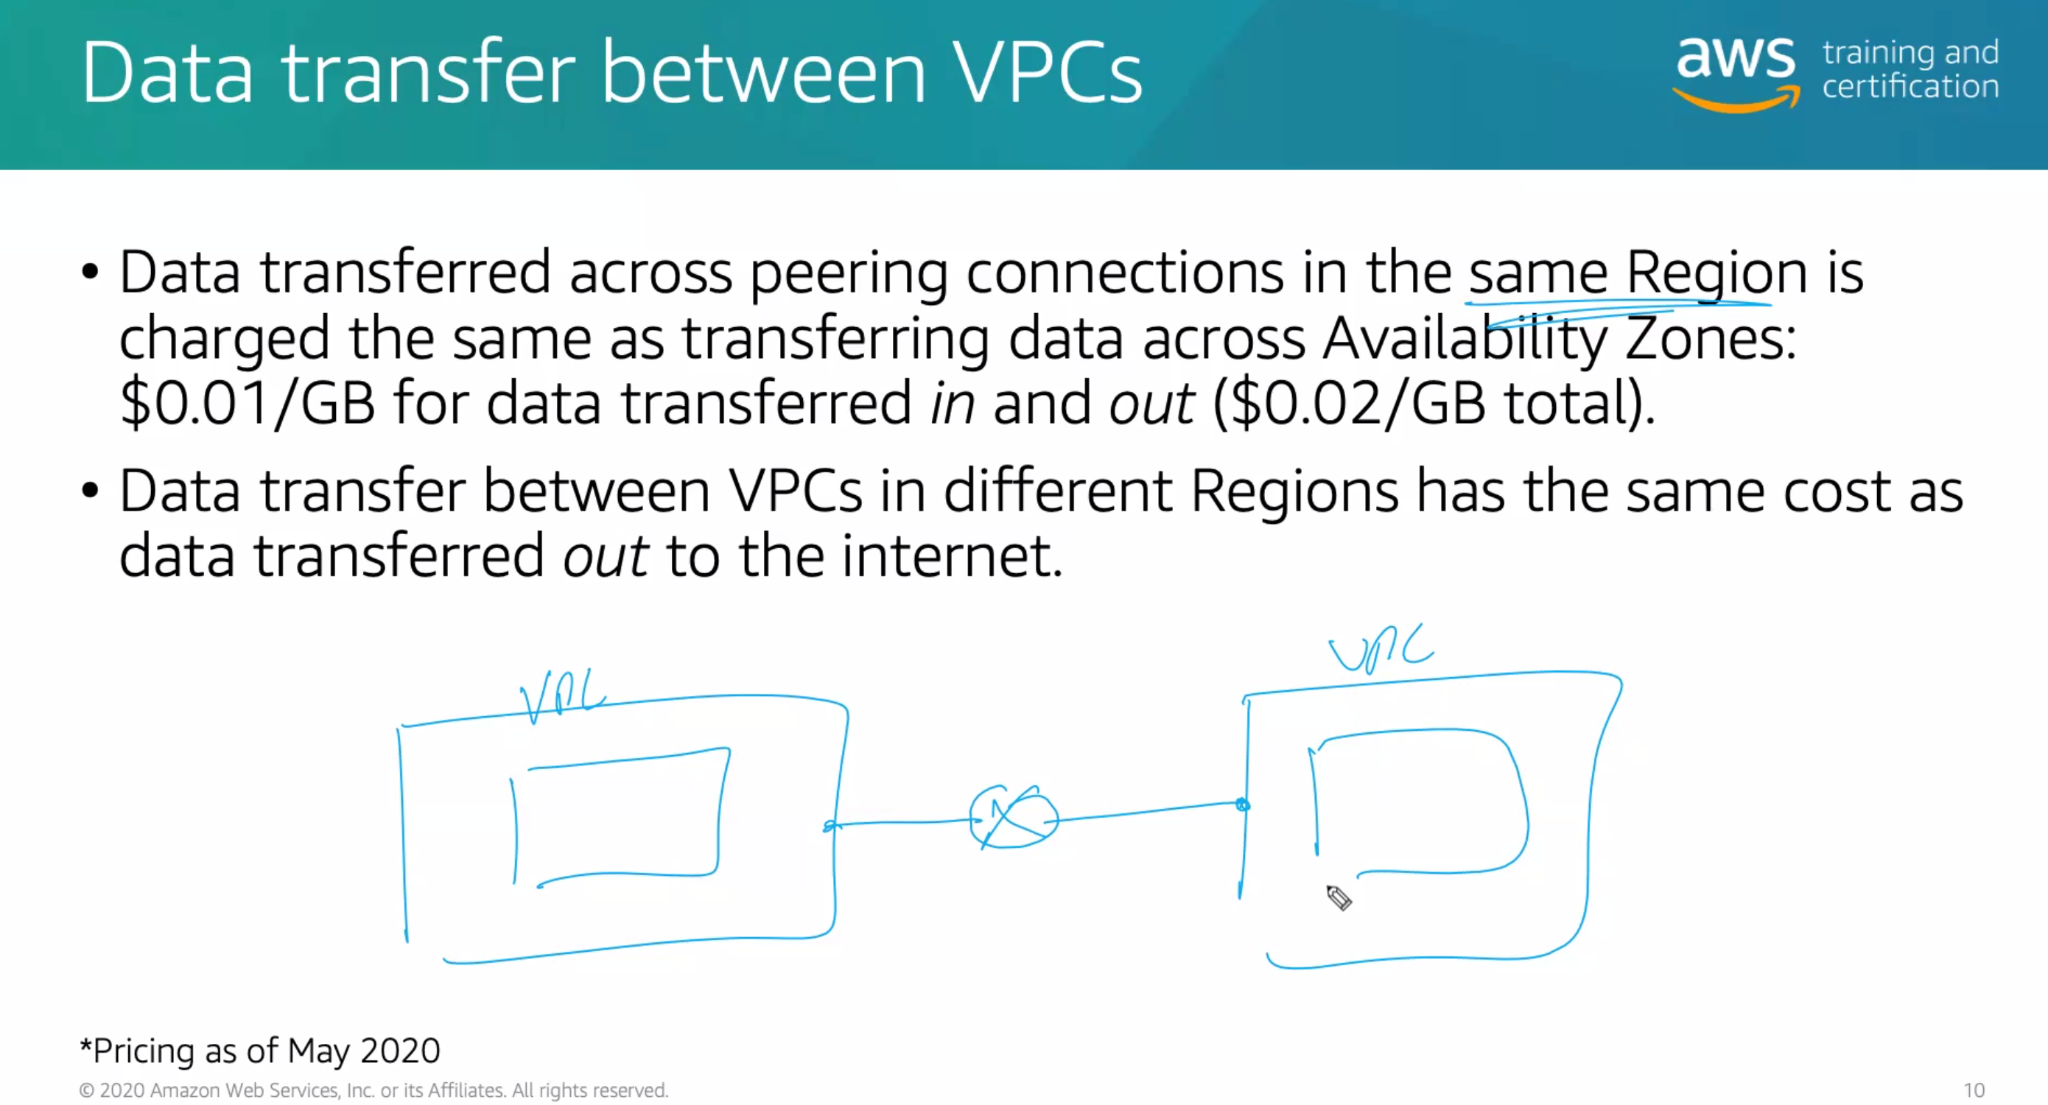 Data transfer between VPCs
aws training and
certification
• Data transferred across peering connections in the same Region is
charged the same as transferring data across Availability Zones:
$0.01/GB for data transferred in and out ($0.02/GB total).
• Data transfer between VPCs in different Regions has the same cost as
data transferred out to the internet.
VPC
VPC
*Pricing as of May 2020
© 2020 Amazon Web Services, Inc. or its Affiliates. All rights reserved.
10